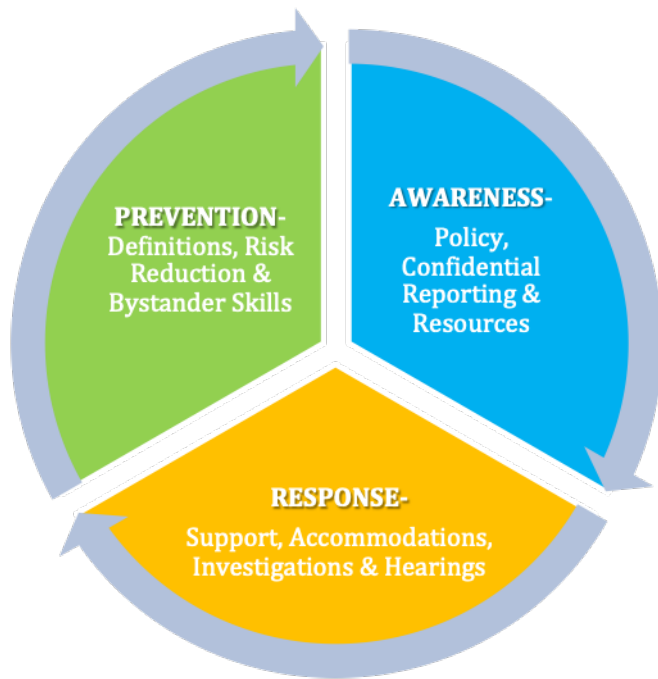 PREVENTION-
Definitions, Risk
Reduction &
Bystander Skills
AWARENESS-
Policy,
Confidential
Reporting &
Resources
RESPONSE-
Support, Accommodations,
Investigations & Hearings